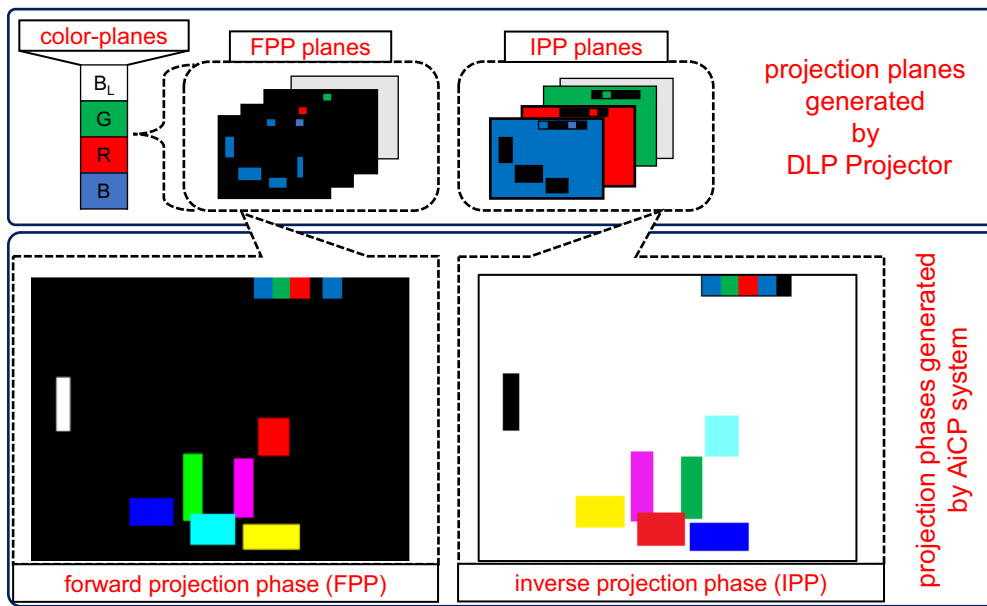 color-planes
B_L
G
R
B
FPP planes
IPP planes
projection planes
generated
by
DLP Projector
forward projection phase (FPP)
inverse projection phase (IPP)
projection phases generated
by AiCP system